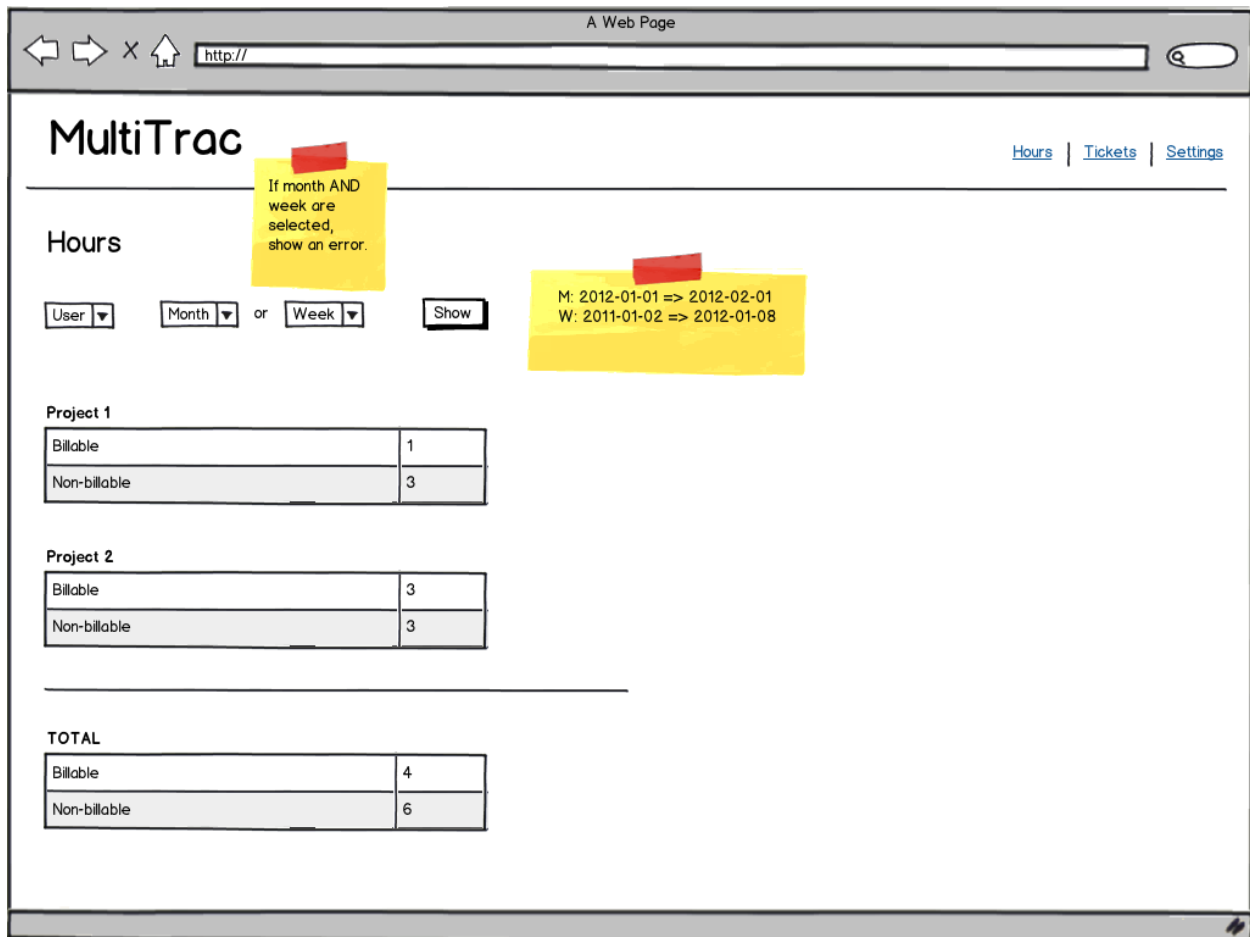 A Web Page
http://
MultiTrac
Hours | Tickets | Settings
If month AND
week are
selected,
show an error.
Hours
User Month or Week Show
M: 2012-01-01 => 2012-02-01
W: 2011-01-02 => 2012-01-08
Project 1
Billable 1
Non-billable 3
Project 2
Billable 3
Non-billable 3
TOTAL
Billable 4
Non-billable 6